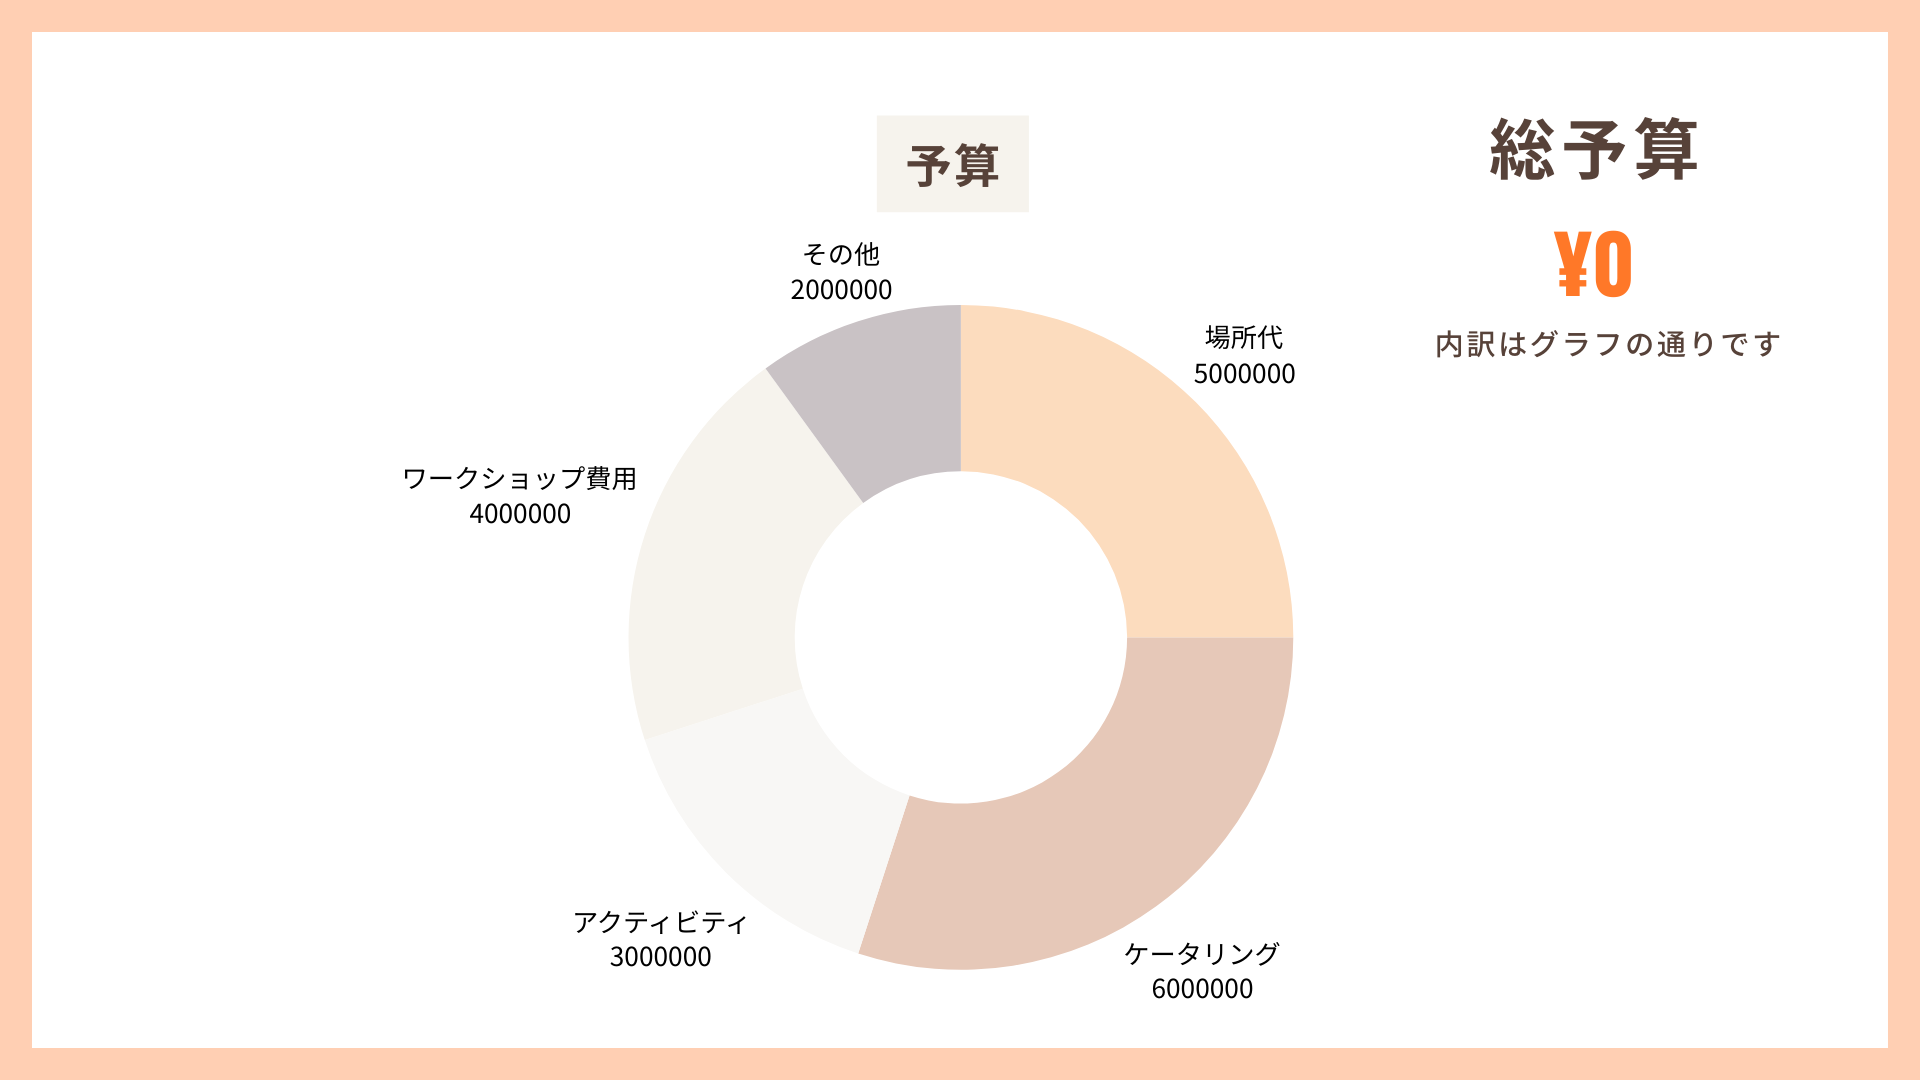 予算
総予算
¥0
内訳はグラフの通りです
その他
2000000
場所代
5000000
ワークショップ費用
4000000
アクティビティ
3000000
ケータリング
6000000